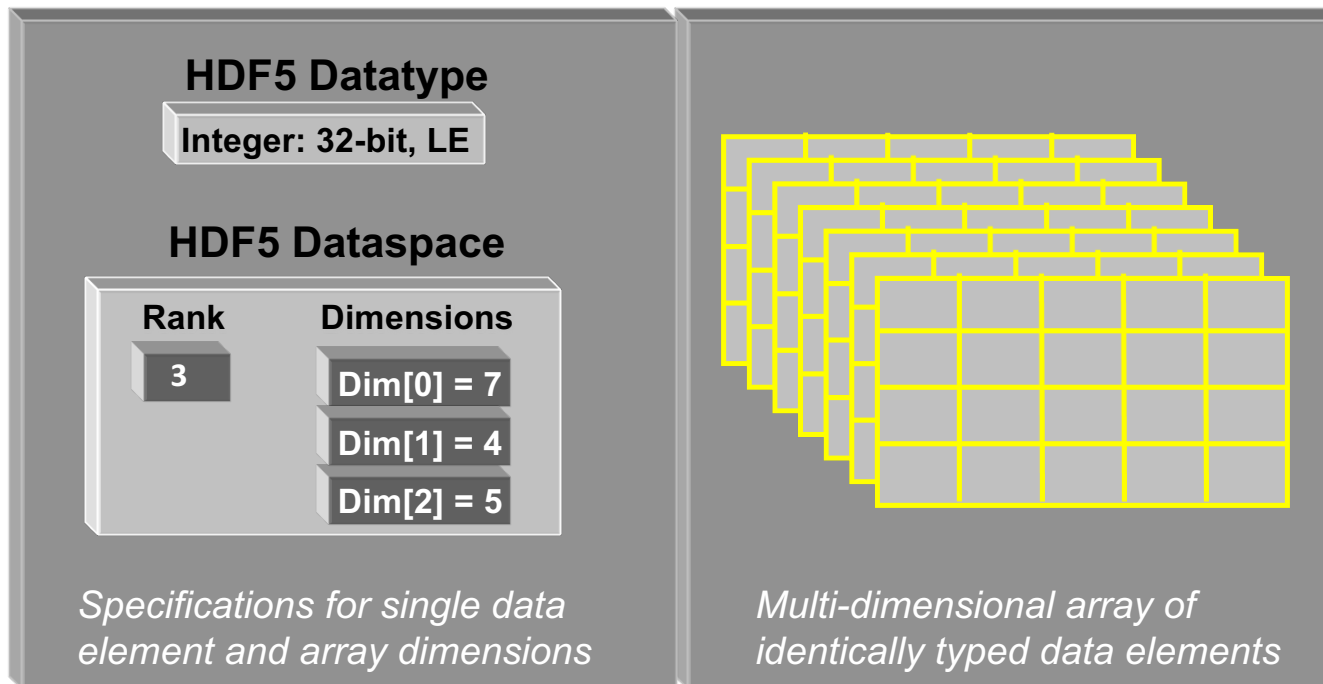 HDF5 Datatype
Integer: 32-bit, LE
HDF5 Dataspace
Rank
Dimensions
3
Dim[0] = 7
Dim[1] = 4
Dim[2] = 5
Specifications for single data
element and array dimensions
Multi-dimensional array of
identically typed data elements